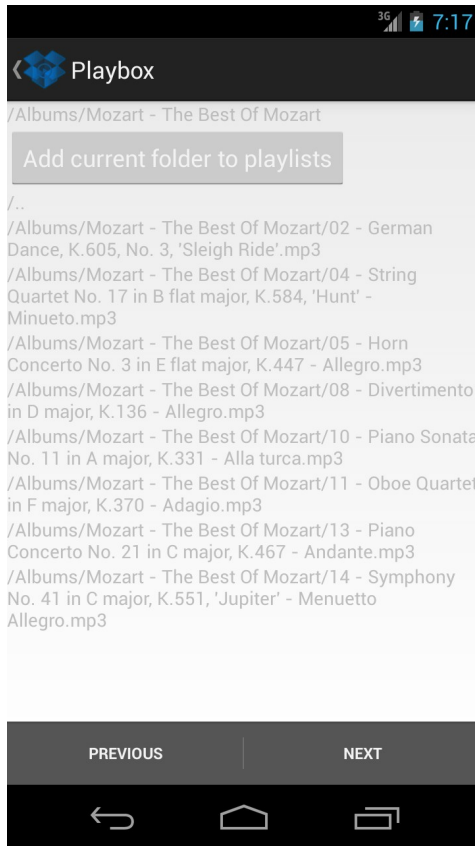 3G 7:17
Playbox
/Albums/Mozart - The Best Of Mozart
Add current folder to playlists
/..
/Albums/Mozart - The Best Of Mozart/02 - German
Dance, K.605, No. 3, 'Sleigh Ride'.mp3
/Albums/Mozart - The Best Of Mozart/04 - String
Quartet No. 17 in B flat major, K.584, 'Hunt' -
Minueto.mp3
/Albums/Mozart - The Best Of Mozart/05 - Horn
Concerto No. 3 in E flat major, K.447 - Allegro.mp3
/Albums/Mozart - The Best Of Mozart/08 - Divertimento
in D major, K.136 - Allegro.mp3
/Albums/Mozart - The Best Of Mozart/10 - Piano Sonata
No. 11 in A major, K.331 - Alla turca.mp3
/Albums/Mozart - The Best Of Mozart/11 - Oboe Quartet
in F major, K.370 - Adagio.mp3
/Albums/Mozart - The Best Of Mozart/13 - Piano
Concerto No. 21 in C major, K.467 - Andante.mp3
/Albums/Mozart - The Best Of Mozart/14 - Symphony
No. 41 in C major, K.551, 'Jupiter' - Menuetto
Allegro.mp3
PREVIOUS NEXT